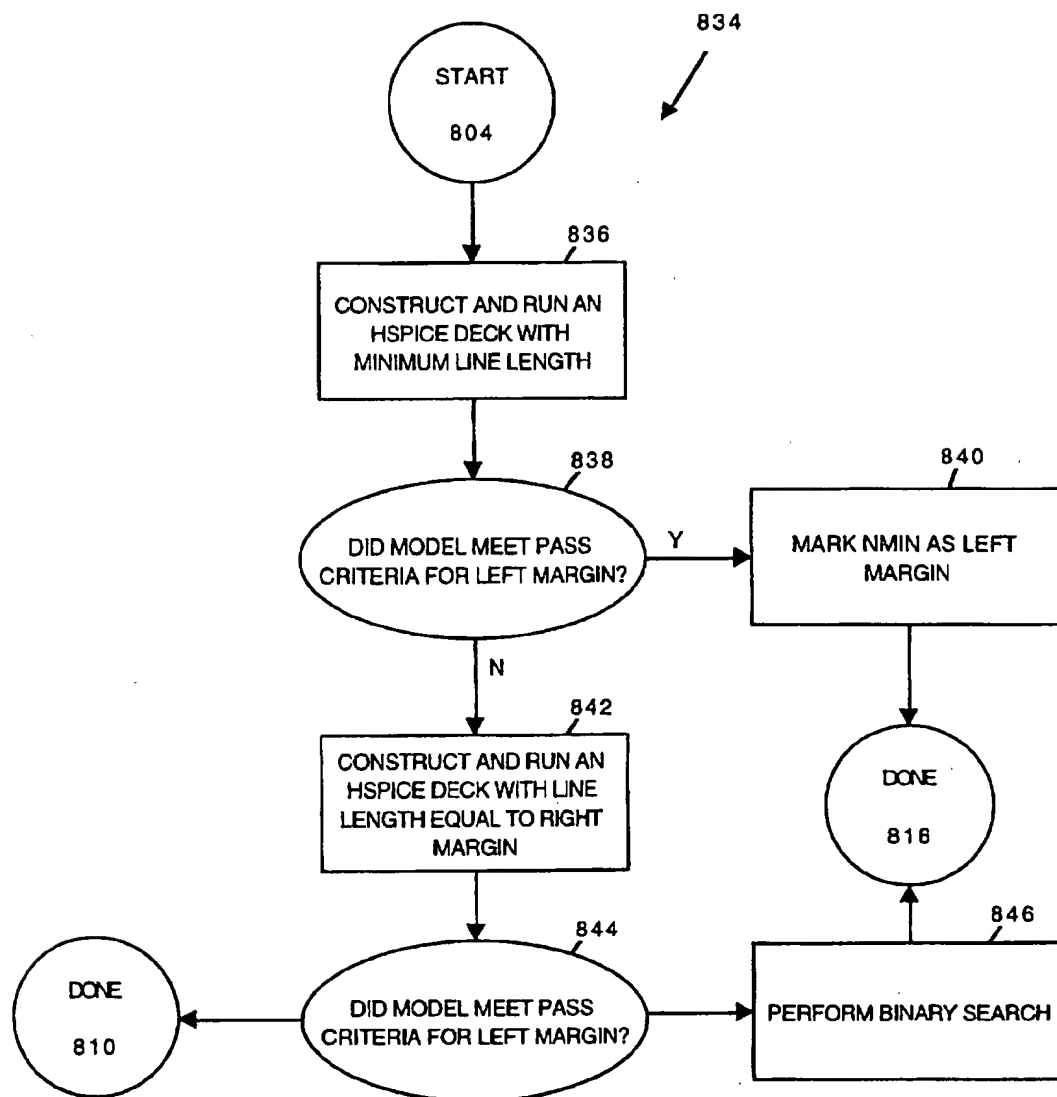 834
START
804
836
CONSTRUCT AND RUN AN
HSPICE DECK WITH
MINIMUM LINE LENGTH
838
DID MODEL MEET PASS
CRITERIA FOR LEFT MARGIN?
Y
840
MARK NMIN AS LEFT
MARGIN
N
842
CONSTRUCT AND RUN AN
HSPICE DECK WITH LINE
LENGTH EQUAL TO RIGHT
MARGIN
DONE
816
844
DID MODEL MEET PASS
CRITERIA FOR LEFT MARGIN?
846
PERFORM BINARY SEARCH
DONE
810